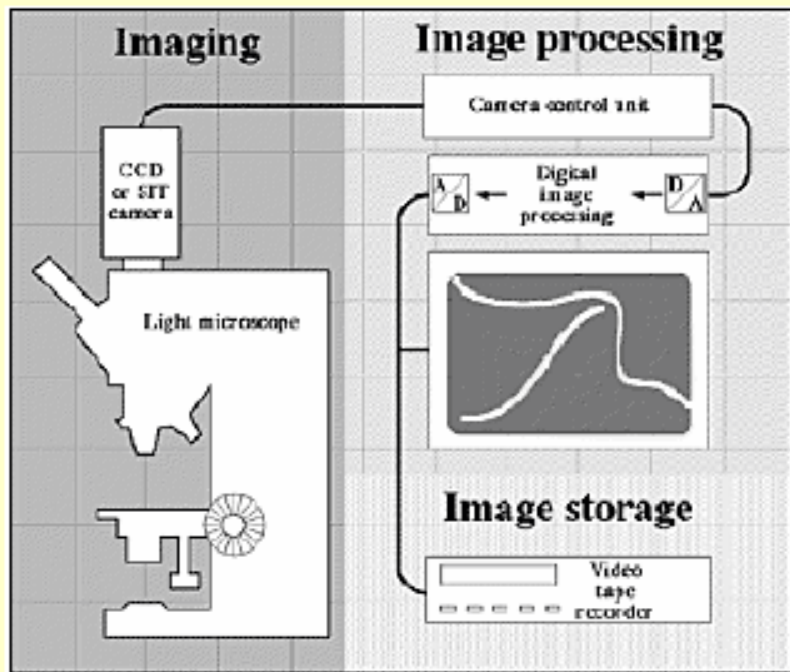 Imaging
Image processing
Camera control unit
CCD
or SIT
camera
A
D
Digital
image
processing
D
A
Light microscope
Image storage
Video
tape
recorder